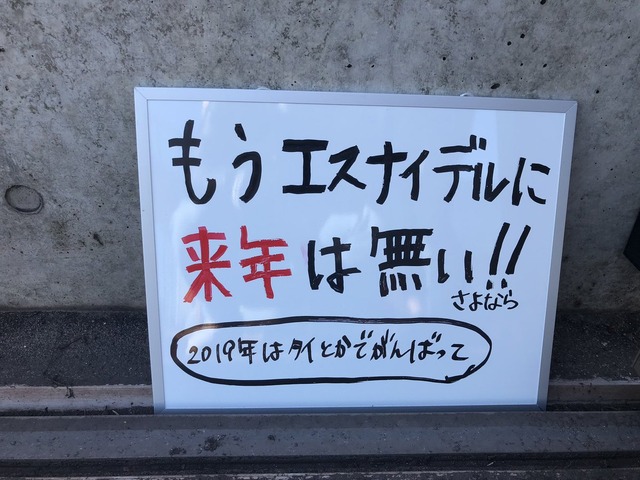 もうエスナイデルに
来年は無い!!
さよなら
2019年はタイとかでがんばって